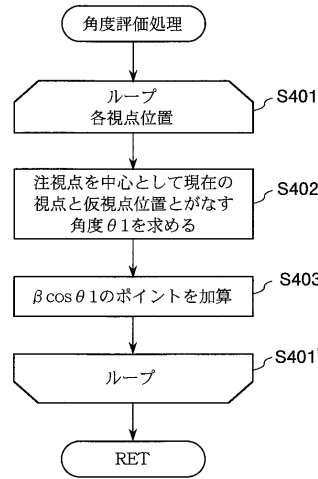 角度評価処理
ループ
各視点位置
S401
注視点を中心として現在の
視点と仮視点位置とがなす
角度θ1を求める
S402
βcosθ1のポイントを加算
S403
ループ
S401'
RET